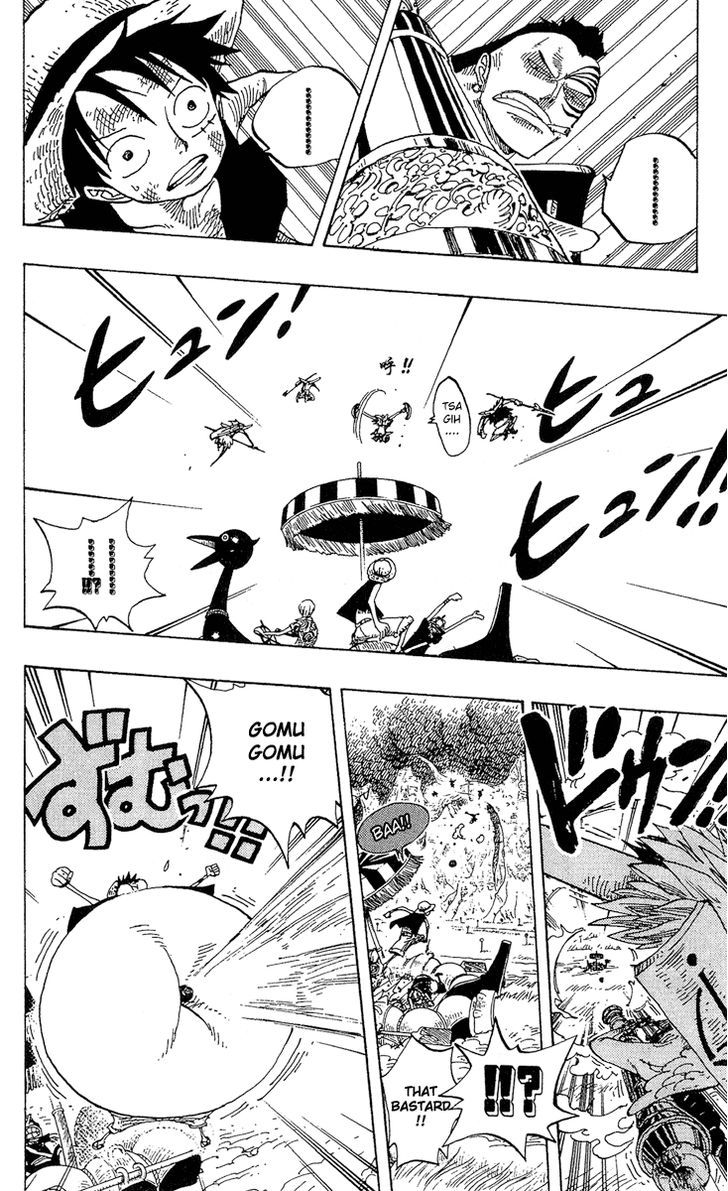 ............
............
ヒュ
ヒュン!!
TSA
GIH
....
呼!!
ヒュン!
!!?
ドゥン!!
BAA!!
!!?
THAT
BASTARD
!!
GOMU
GOMU
...!!
ずむっ!!